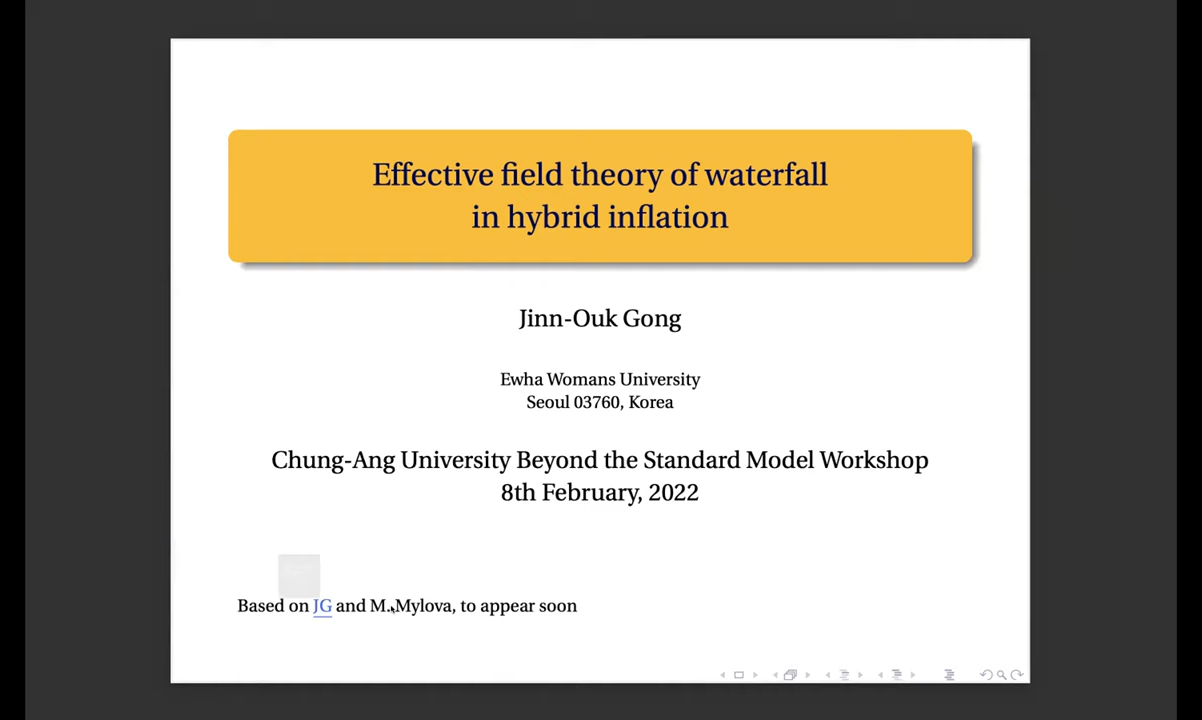 Effective field theory of waterfall
in hybrid inflation
Jinn-Ouk Gong
Ewha Womans University
Seoul 03760, Korea
Chung-Ang University Beyond the Standard Model Workshop
8th February, 2022
Based on JG and M. Mylova, to appear soon